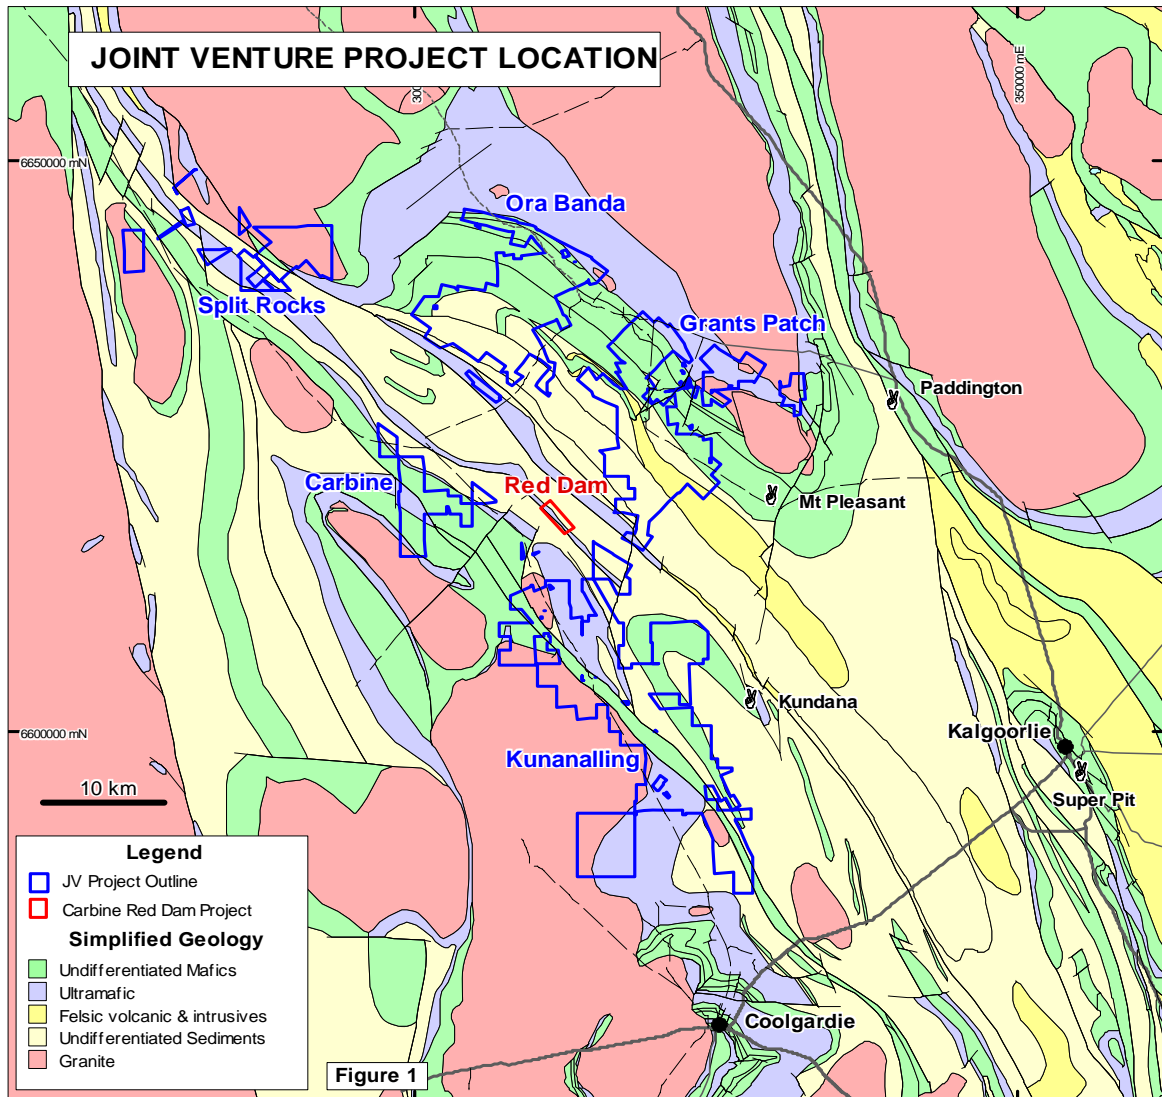 JOINT VENTURE PROJECT LOCATION
300
350000 mE
6650000 mN
Ora Banda
Split Rocks
Grants Patch
Paddington
Carbine
Red Dam
Mt Pleasant
Kundana
6600000 mN
Kalgoorlie
Kunanalling
10 km
Super Pit
Legend
JV Project Outline
Carbine Red Dam Project
Simplified Geology
Undifferentiated Mafics
Ultramafic
Felsic volcanic & intrusives
Undifferentiated Sediments
Granite
Coolgardie
Figure 1